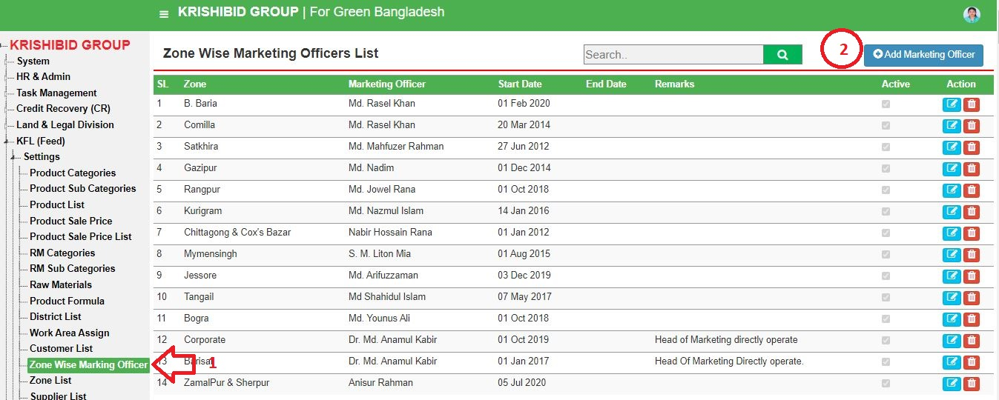 KRISHIBID GROUP | For Green Bangladesh
KRISHIBID GROUP
System
HR & Admin
Task Management
Credit Recovery (CR)
Land & Legal Division
KFL (Feed)
Settings
Product Categories
Product Sub Categories
Product List
Product Sale Price
Product Sale Price List
RM Categories
RM Sub Categories
Raw Materials
Product Formula
District List
Work Area Assign
Customer List
Zone Wise Marking Officer
Zone List
Supplier List
1
Zone Wise Marketing Officers List
Search..
2
Add Marketing Officer
SL Zone Marketing Officer Start Date End Date Remarks Active Action
1 B. Baria Md. Rasel Khan 01 Feb 2020
2 Comilla Md. Rasel Khan 20 Mar 2014
3 Satkhira Md. Mahfuzer Rahman 27 Jun 2012
4 Gazipur Md. Nadim 01 Dec 2014
5 Rangpur Md. Jowel Rana 01 Oct 2018
6 Kurigram Md. Nazmul Islam 14 Jan 2016
7 Chittagong & Cox's Bazar Nabir Hossain Rana 01 Jan 2012
8 Mymensingh S. M. Liton Mia 01 Aug 2015
9 Jessore Md. Arifuzzaman 03 Dec 2019
10 Tangail Md Shahidul Islam 07 May 2017
11 Bogra Md. Younus Ali 01 Oct 2018
12 Corporate Dr. Md. Anamul Kabir 01 Oct 2019 Head of Marketing directly operate
13 Barisal Dr. Md. Anamul Kabir 01 Jan 2017 Head Of Marketing Directly operate.
14 ZamalPur & Sherpur Anisur Rahman 05 Jul 2020